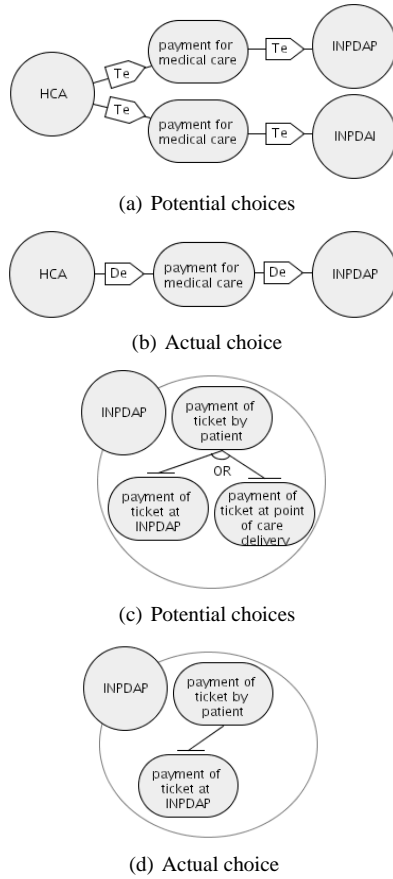 HCA
Te
payment for
medical care
Te
INPDAP
Te
payment for
medical care
Te
INPDAI
(a) Potential choices
HCA
De
payment for
medical care
De
INPDAP
(b) Actual choice
INPDAP
payment of
ticket by
patient
OR
payment of
ticket at
INPDAP
payment of
ticket at point
of care
delivery
(c) Potential choices
INPDAP
payment of
ticket by
patient
payment of
ticket at
INPDAP
(d) Actual choice